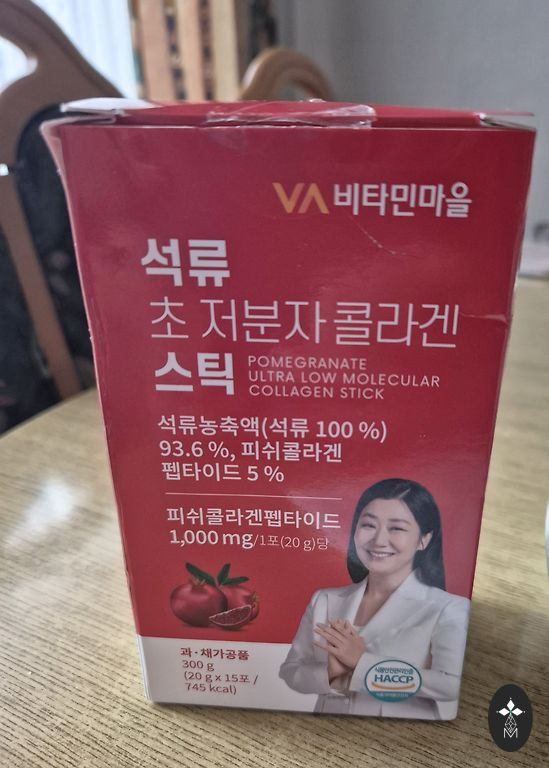 VA 비타민마을
석류
초 저분자콜라겐
스틱
POMEGRANATE
ULTRA LOW MOLECULAR
COLLAGEN STICK
석류농축액(석류 100 %)
93.6 %, 피쉬콜라겐
펩타이드 5 %
피쉬콜라겐펩타이드
1,000 mg/1포(20 g)당
과·채가공품
300 g
(20 g x 15포 /
745 kcal)
HACCP
M